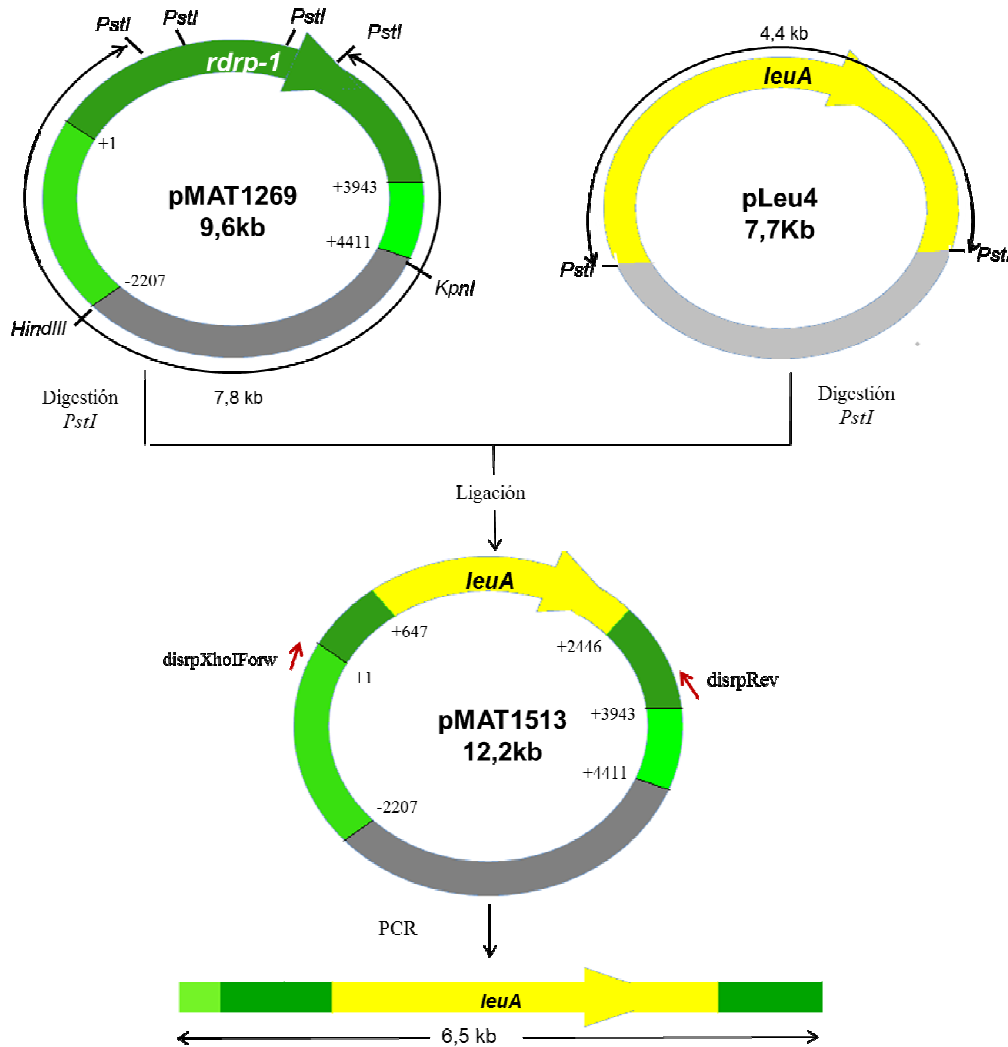 PstI
PstI
PstI
PstI
rdrp-1
+1
+3943
pMAT1269
9,6kb
+4411
-2207
KpnI
HindIII
7,8 kb
4,4 kb
leuA
pLeu4
7,7Kb
PstI
Digestión
PstI
Digestión
PstI
Ligación
leuA
+647
+2446
disrpXhoIForw
disrpRev
+3943
pMAT1513
12,2kb
+4411
-2207
PCR
leuA
6,5 kb